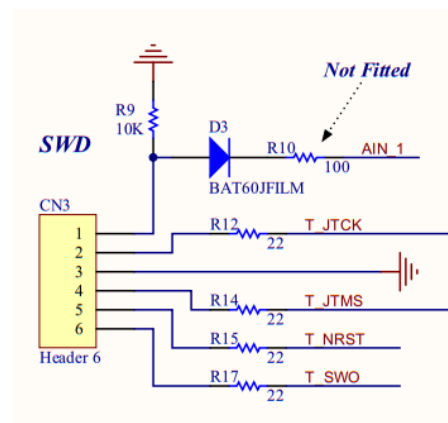 Not Fitted
R9
10K
SWD
D3
R10
100
AIN_1
BAT60JFILM
CN3
1
2
3
4
5
6
Header 6
R12
22
T_JTCK
R14
22
T_JTMS
R15
22
T_NRST
R17
22
T_SWO